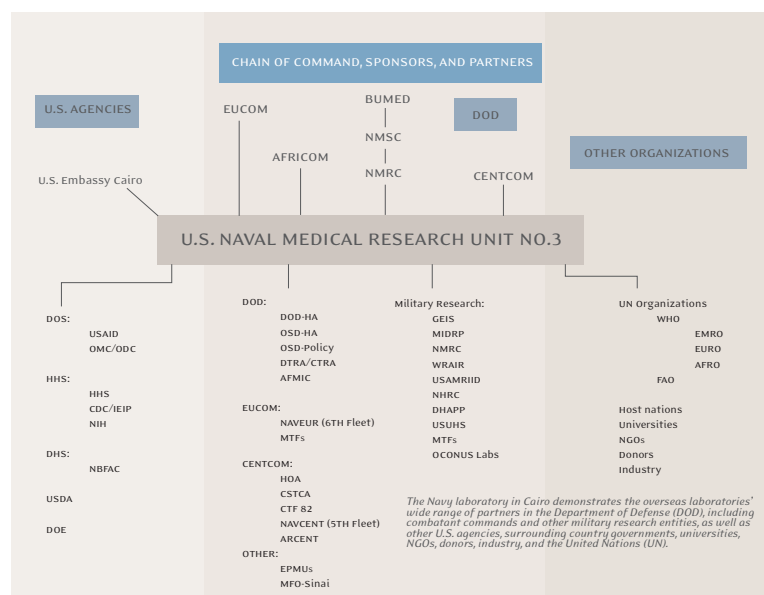 CHAIN OF COMMAND, SPONSORS, AND PARTNERS
U.S. AGENCIES
U.S. Embassy Cairo
EUCOM
AFRICOM
BUMED
NMSC
NMRC
DOD
CENTCOM
OTHER ORGANIZATIONS
U.S. NAVAL MEDICAL RESEARCH UNIT NO.3
DOS:
USAID
OMC/ODC
HHS:
HHS
CDC/IEIP
NIH
DHS:
NBFAC
USDA
DOE
DOD:
DOD-HA
OSD-HA
OSD-Policy
DTRA/CTRA
AFMIC
EUCOM:
NAVEUR (6TH Fleet)
MTFs
CENTCOM:
HOA
CSTCA
CTF 82
NAVCENT (5TH Fleet)
ARCENT
OTHER:
EPMUs
MFO-Sinai
Military Research:
GEIS
MIDRP
NMRC
WRAIR
USAMRIID
NHRC
DHAPP
USUHS
MTFs
OCONUS Labs
UN Organizations
WHO
EMRO
EURO
AFRO
FAO
Host nations
Universities
NGOs
Donors
Industry
The Navy laboratory in Cairo demonstrates the overseas laboratories'
wide range of partners in the Department of Defense (DOD), including
combatant commands and other military research entities, as well as
other U.S. agencies, surrounding country governments, universities,
NGOs, donors, industry, and the United Nations (UN).